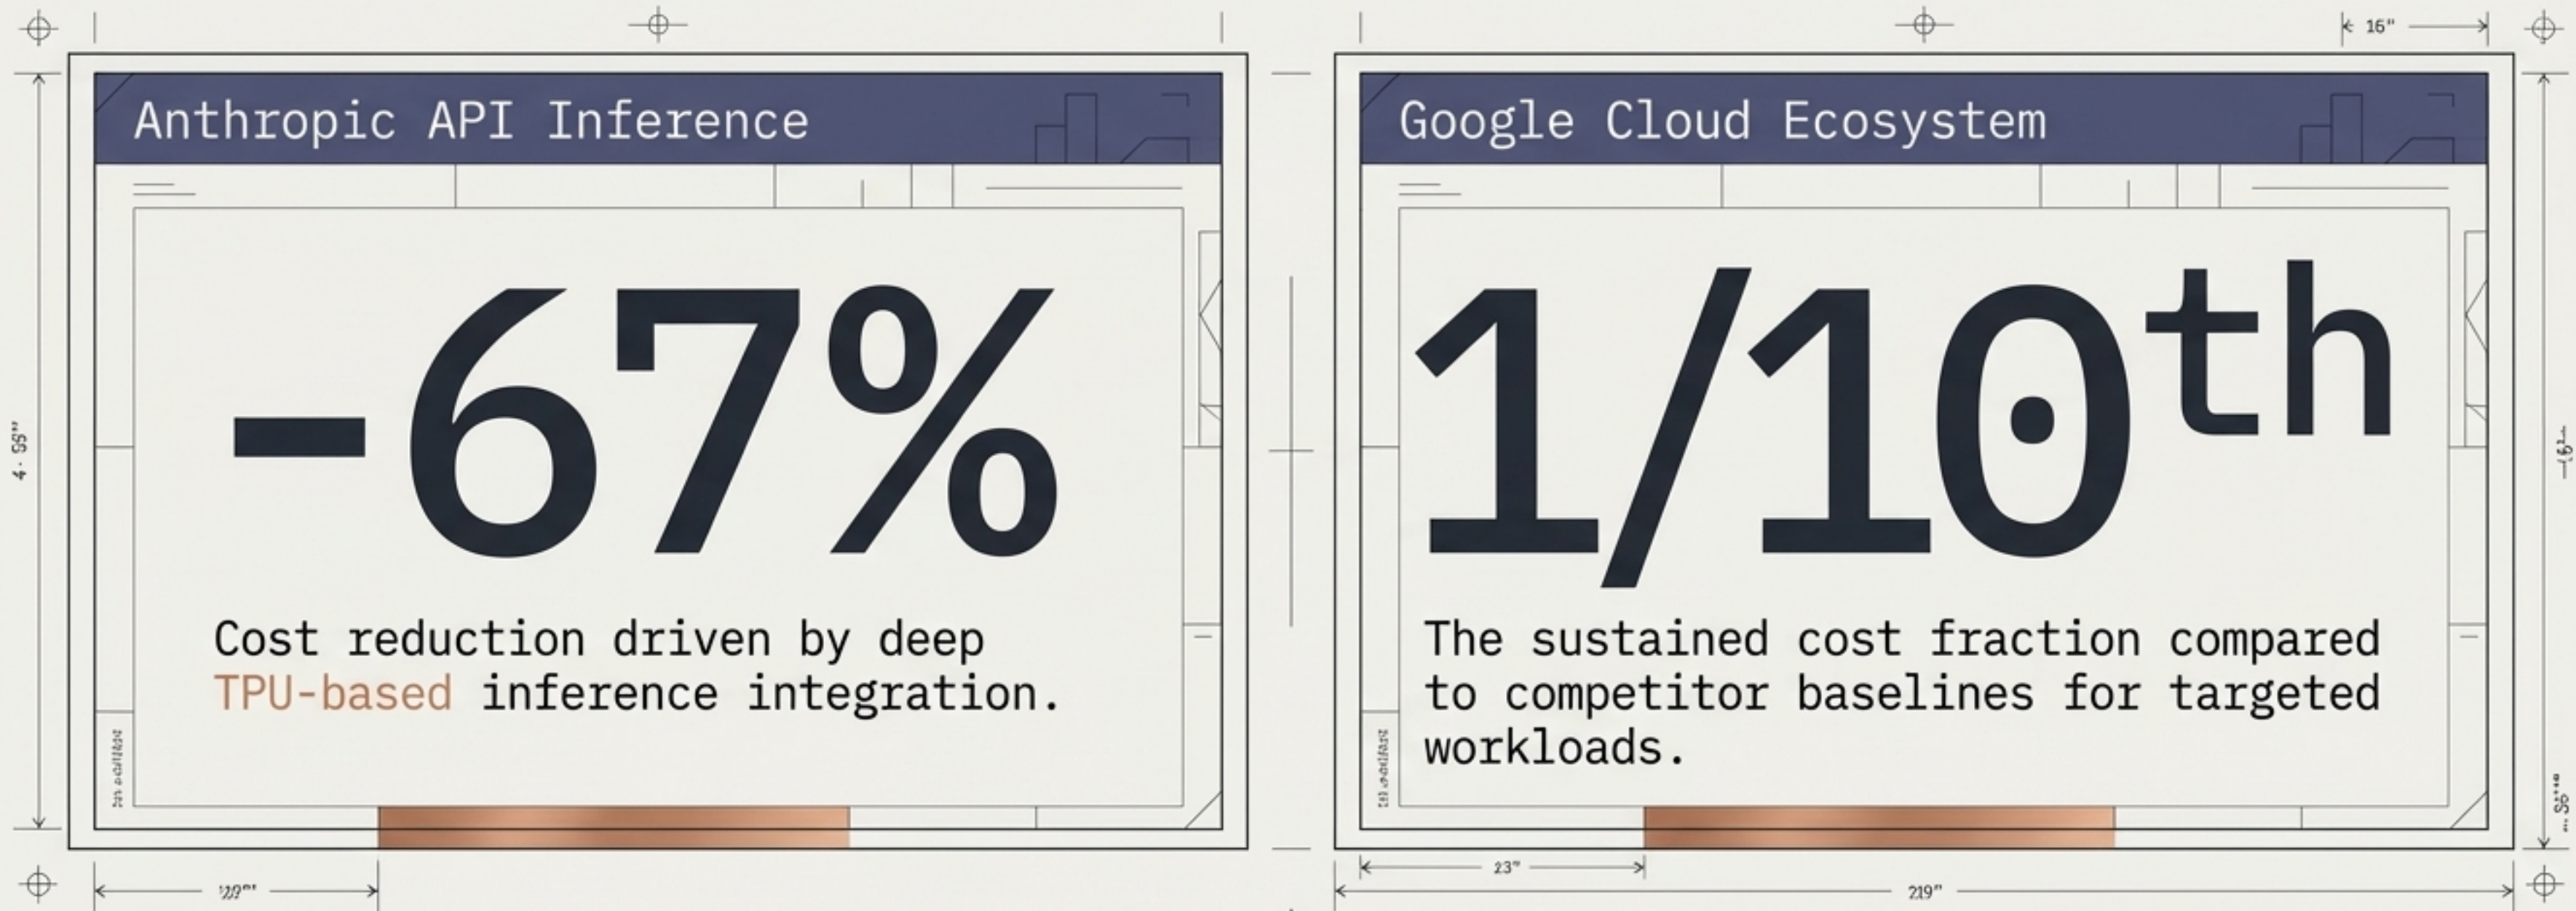 16"
Anthropic API Inference
-67%
Cost reduction driven by deep
TPU-based inference integration.
Google Cloud Ecosystem
1/10th
The sustained cost fraction compared
to competitor baselines for targeted
workloads.
23"
219"